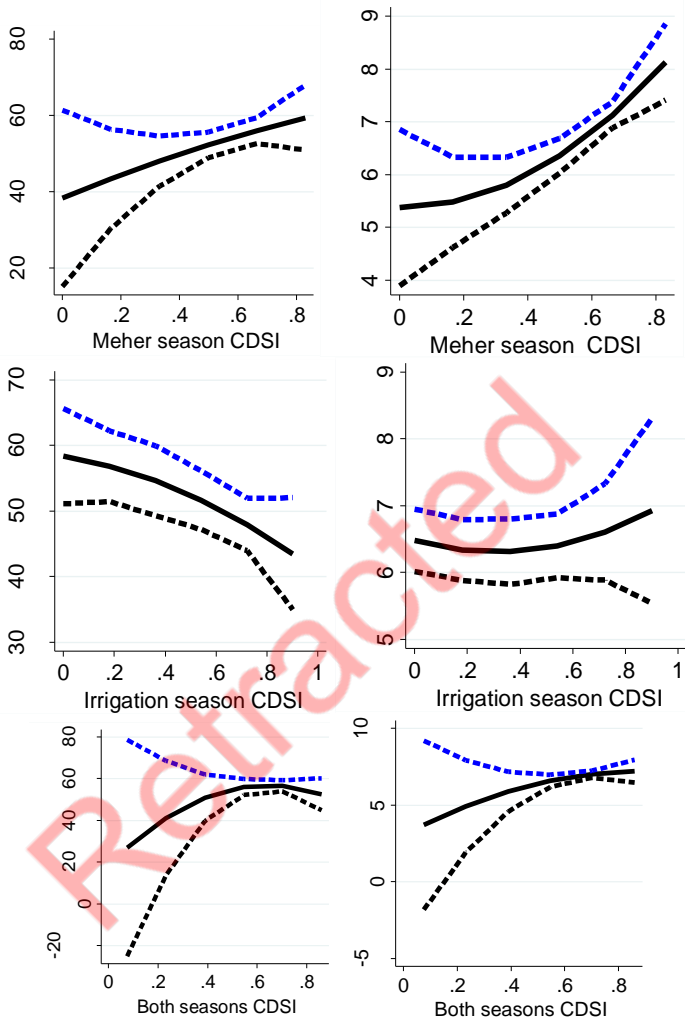 80
60
40
20
0 .2 .4 .6 .8
Meher season CDSI
9
8
7
6
5
4
0 .2 .4 .6 .8
Meher season CDSI
70
60
50
40
30
0 .2 .4 .6 .8 1
Irrigation season CDSI
9
8
7
6
5
0 .2 .4 .6 .8 1
Irrigation season CDSI
80
60
40
20
0
-20
0 .2 .4 .6 .8
Both seasons CDSI
10
5
0
-5
0 .2 .4 .6 .8
Both seasons CDSI
Retracted